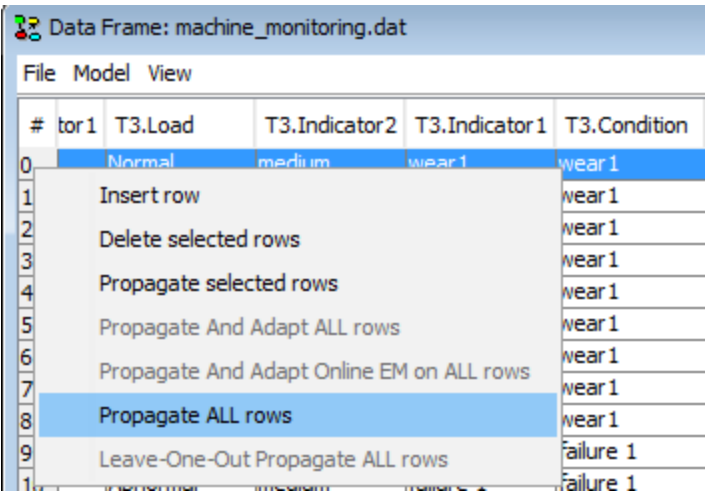 Data Frame: machine_monitoring.dat
File Model View
# tor1 T3.Load T3.Indicator2 T3.Indicator1 T3.Condition
0 Normal medium wear1 wear1
1 Insert row wear1
2 Delete selected rows wear1
3 wear1
4 Propagate selected rows wear1
5 Propagate And Adapt ALL rows wear1
6 Propagate And Adapt Online EM on ALL rows wear1
7 wear1
8 Propagate ALL rows wear1
9 Leave-One-Out Propagate ALL rows failure 1
10 Abnormal medium failure 1 failure 1